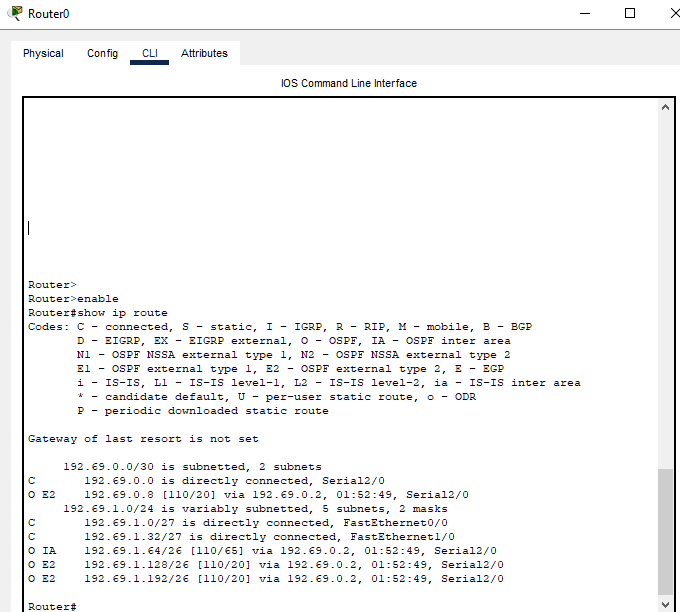 Router0
Physical Config CLI Attributes
IOS Command Line Interface
Router>
Router>enable
Router#show ip route
Codes: C - connected, S - static, I - IGRP, R - RIP, M - mobile, B - BGP
       D - EIGRP, EX - EIGRP external, O - OSPF, IA - OSPF inter area
       N1 - OSPF NSSA external type 1, N2 - OSPF NSSA external type 2
       E1 - OSPF external type 1, E2 - OSPF external type 2, E - EGP
       i - IS-IS, L1 - IS-IS level-1, L2 - IS-IS level-2, ia - IS-IS inter area
       * - candidate default, U - per-user static route, o - ODR
       P - periodic downloaded static route
Gateway of last resort is not set
     192.69.0.0/30 is subnetted, 2 subnets
C       192.69.0.0 is directly connected, Serial2/0
O E2    192.69.0.8 [110/20] via 192.69.0.2, 01:52:49, Serial2/0
     192.69.1.0/24 is variably subnetted, 5 subnets, 2 masks
C       192.69.1.0/27 is directly connected, FastEthernet0/0
C       192.69.1.32/27 is directly connected, FastEthernet1/0
O IA    192.69.1.64/26 [110/65] via 192.69.0.2, 01:52:49, Serial2/0
O E2    192.69.1.128/26 [110/20] via 192.69.0.2, 01:52:49, Serial2/0
O E2    192.69.1.192/26 [110/20] via 192.69.0.2, 01:52:49, Serial2/0
Router#